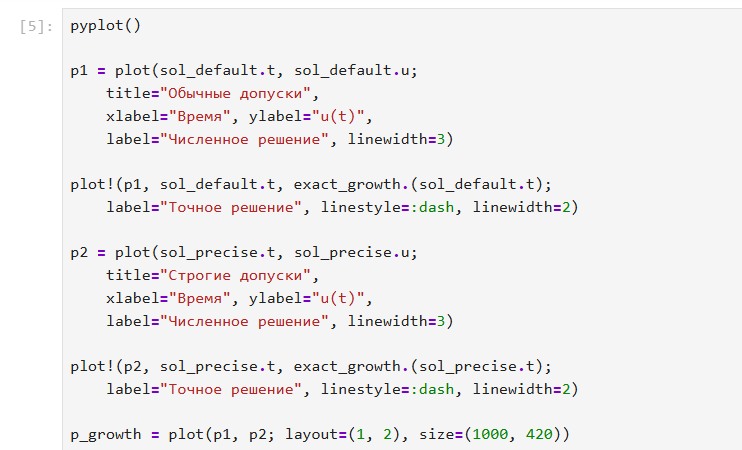 [5]: pyplot()
p1 = plot(sol_default.t, sol_default.u;
title="Обычные допуски",
xlabel="Время", ylabel="u(t)",
label="Численное решение", linewidth=3)
plot!(p1, sol_default.t, exact_growth.(sol_default.t);
label="Точное решение", linestyle=:dash, linewidth=2)
p2 = plot(sol_precise.t, sol_precise.u;
title="Строгие допуски",
xlabel="Время", ylabel="u(t)",
label="Численное решение", linewidth=3)
plot!(p2, sol_precise.t, exact_growth.(sol_precise.t);
label="Точное решение", linestyle=:dash, linewidth=2)
p_growth = plot(p1, p2; layout=(1, 2), size=(1000, 420))